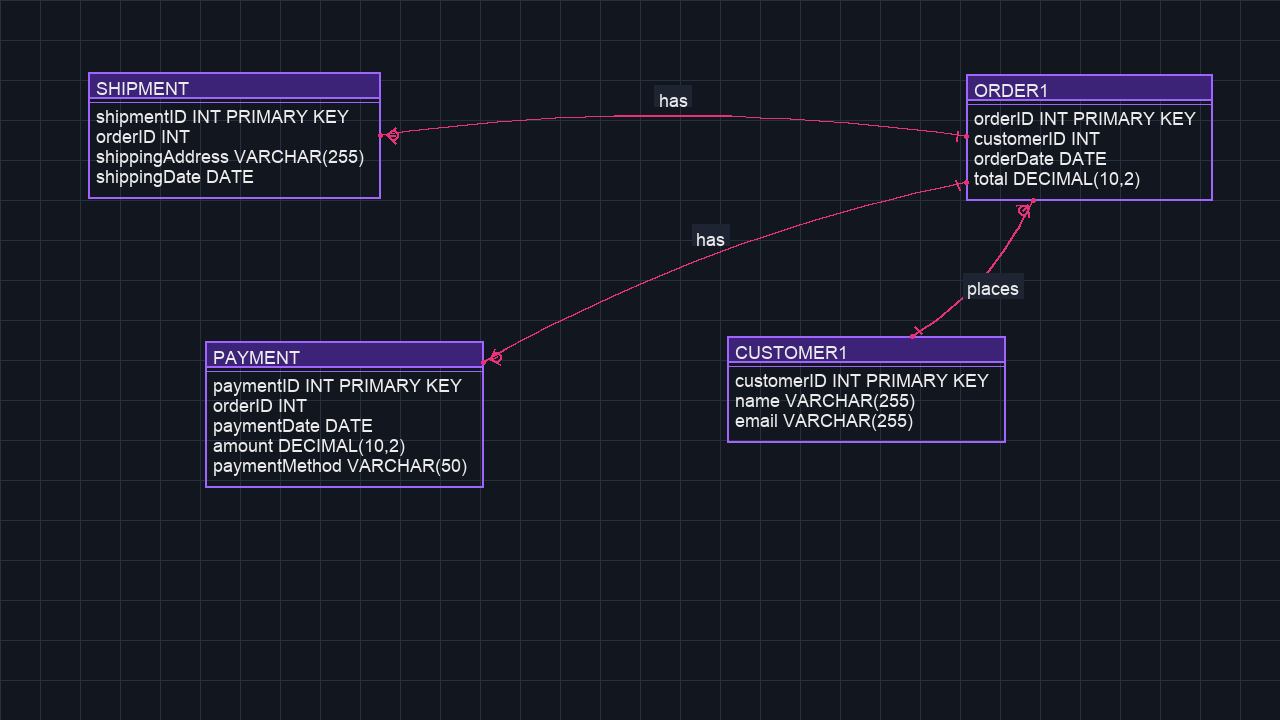 SHIPMENT
shipmentID INT PRIMARY KEY
orderID INT
shippingAddress VARCHAR(255)
shippingDate DATE
has
ORDER1
orderID INT PRIMARY KEY
customerID INT
orderDate DATE
total DECIMAL(10,2)
has
places
PAYMENT
paymentID INT PRIMARY KEY
orderID INT
paymentDate DATE
amount DECIMAL(10,2)
paymentMethod VARCHAR(50)
CUSTOMER1
customerID INT PRIMARY KEY
name VARCHAR(255)
email VARCHAR(255)